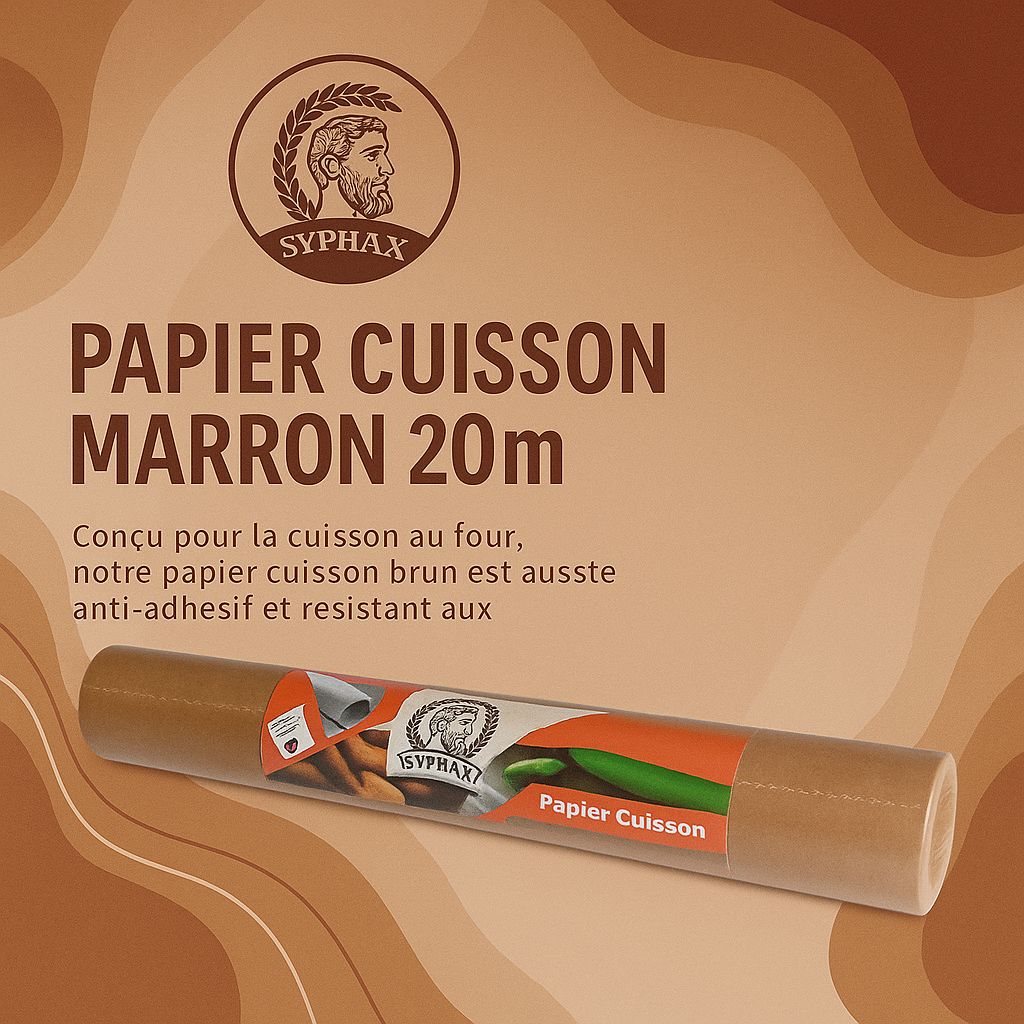 SYPHAX
PAPIER CUISSON
MARRON 20m
Conçu pour la cuisson au four,
notre papier cuisson brun est ausste
anti-adhesif et resistant aux
SYPHAX
Papier Cuisson